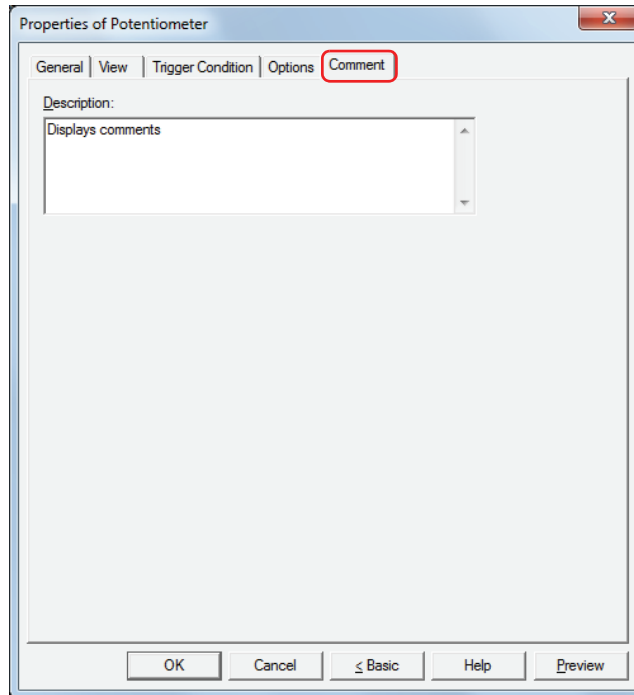 Properties of Potentiometer
General View Trigger Condition Options Comment
Description:
Displays comments
OK Cancel < Basic Help Preview